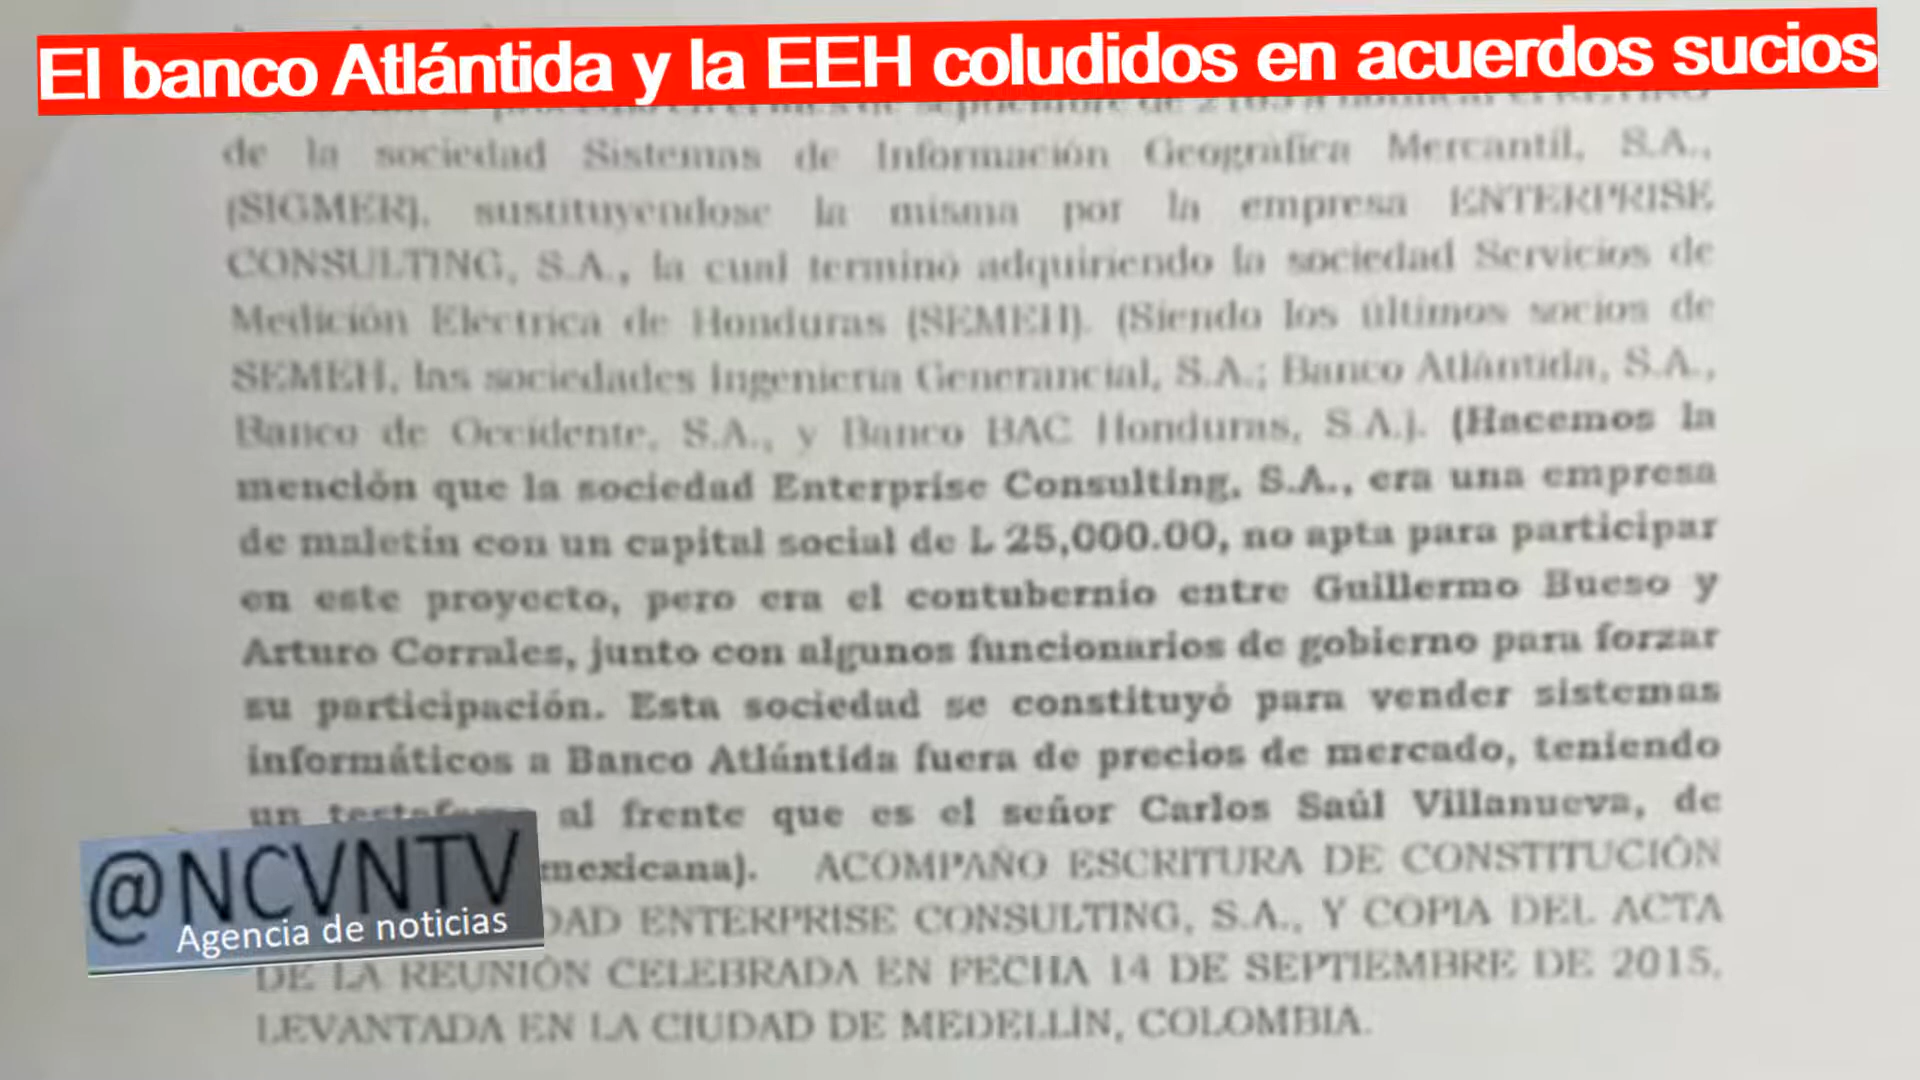 El banco Atlántida y la EEH coludidos en acuerdos sucios
de la sociedad Sistemas de Información Geográfica Mercantil, S.A.,
(SIGMER), sustituyendose la misma por la empresa ENTERPRISE
CONSULTING, S.A., la cual terminó adquiriendo la sociedad Servicios de
Medición Electrica de Honduras (SEMEH). (Siendo los últimos socios de
SEMEH, las sociedades Ingenieria Generancial, S.A.; Banco Atlántida, S.A.,
Banco de Occidente, S.A., y Banco BAC Honduras, S.A.). (Hacemos la
mención que la sociedad Enterprise Consulting, S.A., era una empresa
de maletín con un capital social de L 25,000.00, no apta para participar
en este proyecto, pero era el contubernio entre Guillermo Bueso y
Arturo Corrales, junto con algunos funcionarios de gobierno para forzar
su participación. Esta sociedad se constituyó para vender sistemas
informáticos a Banco Atlántida fuera de precios de mercado, teniendo
un al frente que es el señor Carlos Saúl Villanueva, de
mexicana). ACOMPAÑO ESCRITURA DE CONSTITUCIÓN
DAD ENTERPRISE CONSULTING, S.A., Y COPIA DEL ACTA
DE LA REUNIÓN CELEBRADA EN FECHA 14 DE SEPTIEMBRE DE 2015,
LEVANTADA EN LA CIUDAD DE MEDELLÍN, COLOMBIA.
@NCVNTV
Agencia de noticias